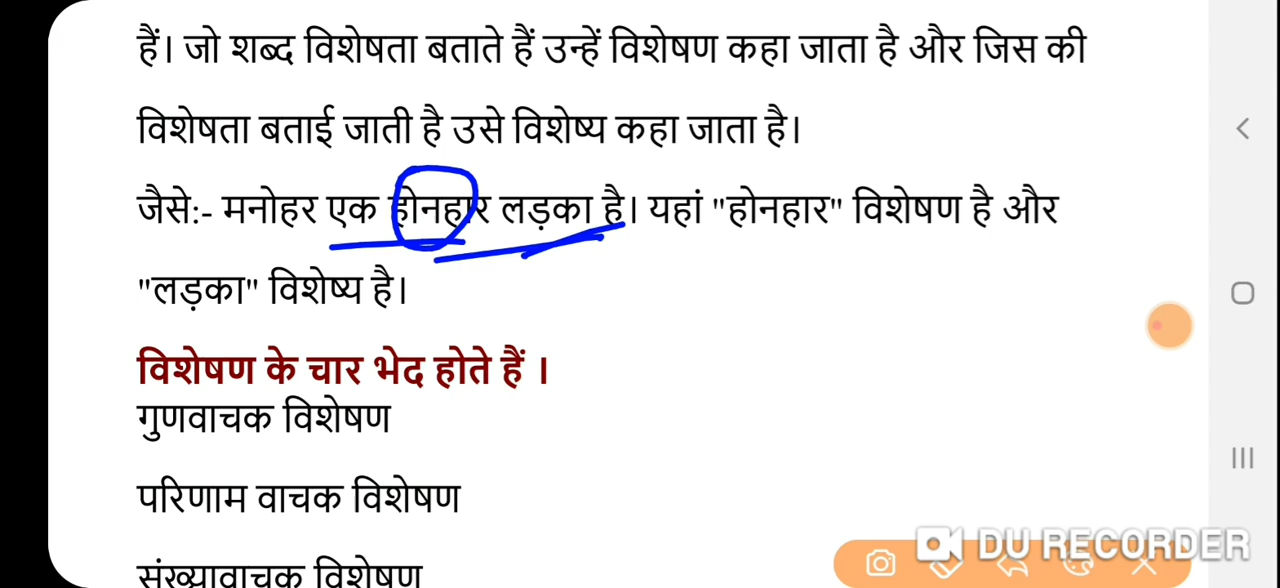 हैं। जो शब्द विशेषता बताते हैं उन्हें विशेषण कहा जाता है और जिस की
विशेषता बताई जाती है उसे विशेष्य कहा जाता है।
जैसे:- मनोहर एक होनहार लड़का है। यहां "होनहार" विशेषण है और
"लड़का" विशेष्य है।
विशेषण के चार भेद होते हैं ।
गुणवाचक विशेषण
परिणाम वाचक विशेषण
संख्यावाचक विशेषण
DU RECORDER